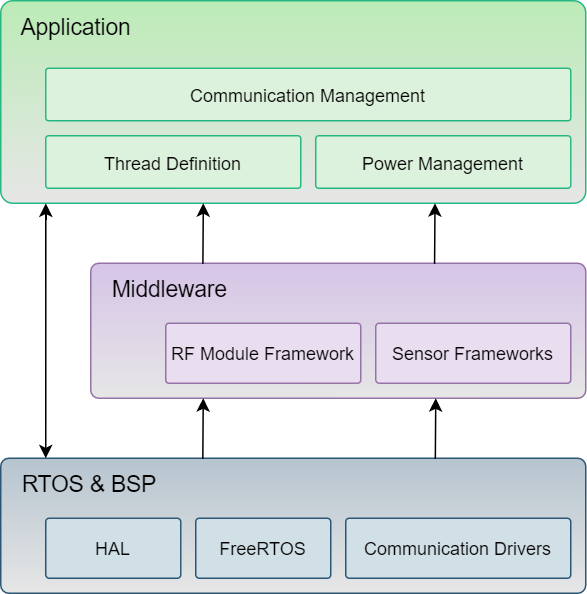 Application
Communication Management
Thread Definition
Power Management
Middleware
RF Module Framework
Sensor Frameworks
RTOS & BSP
HAL
FreeRTOS
Communication Drivers